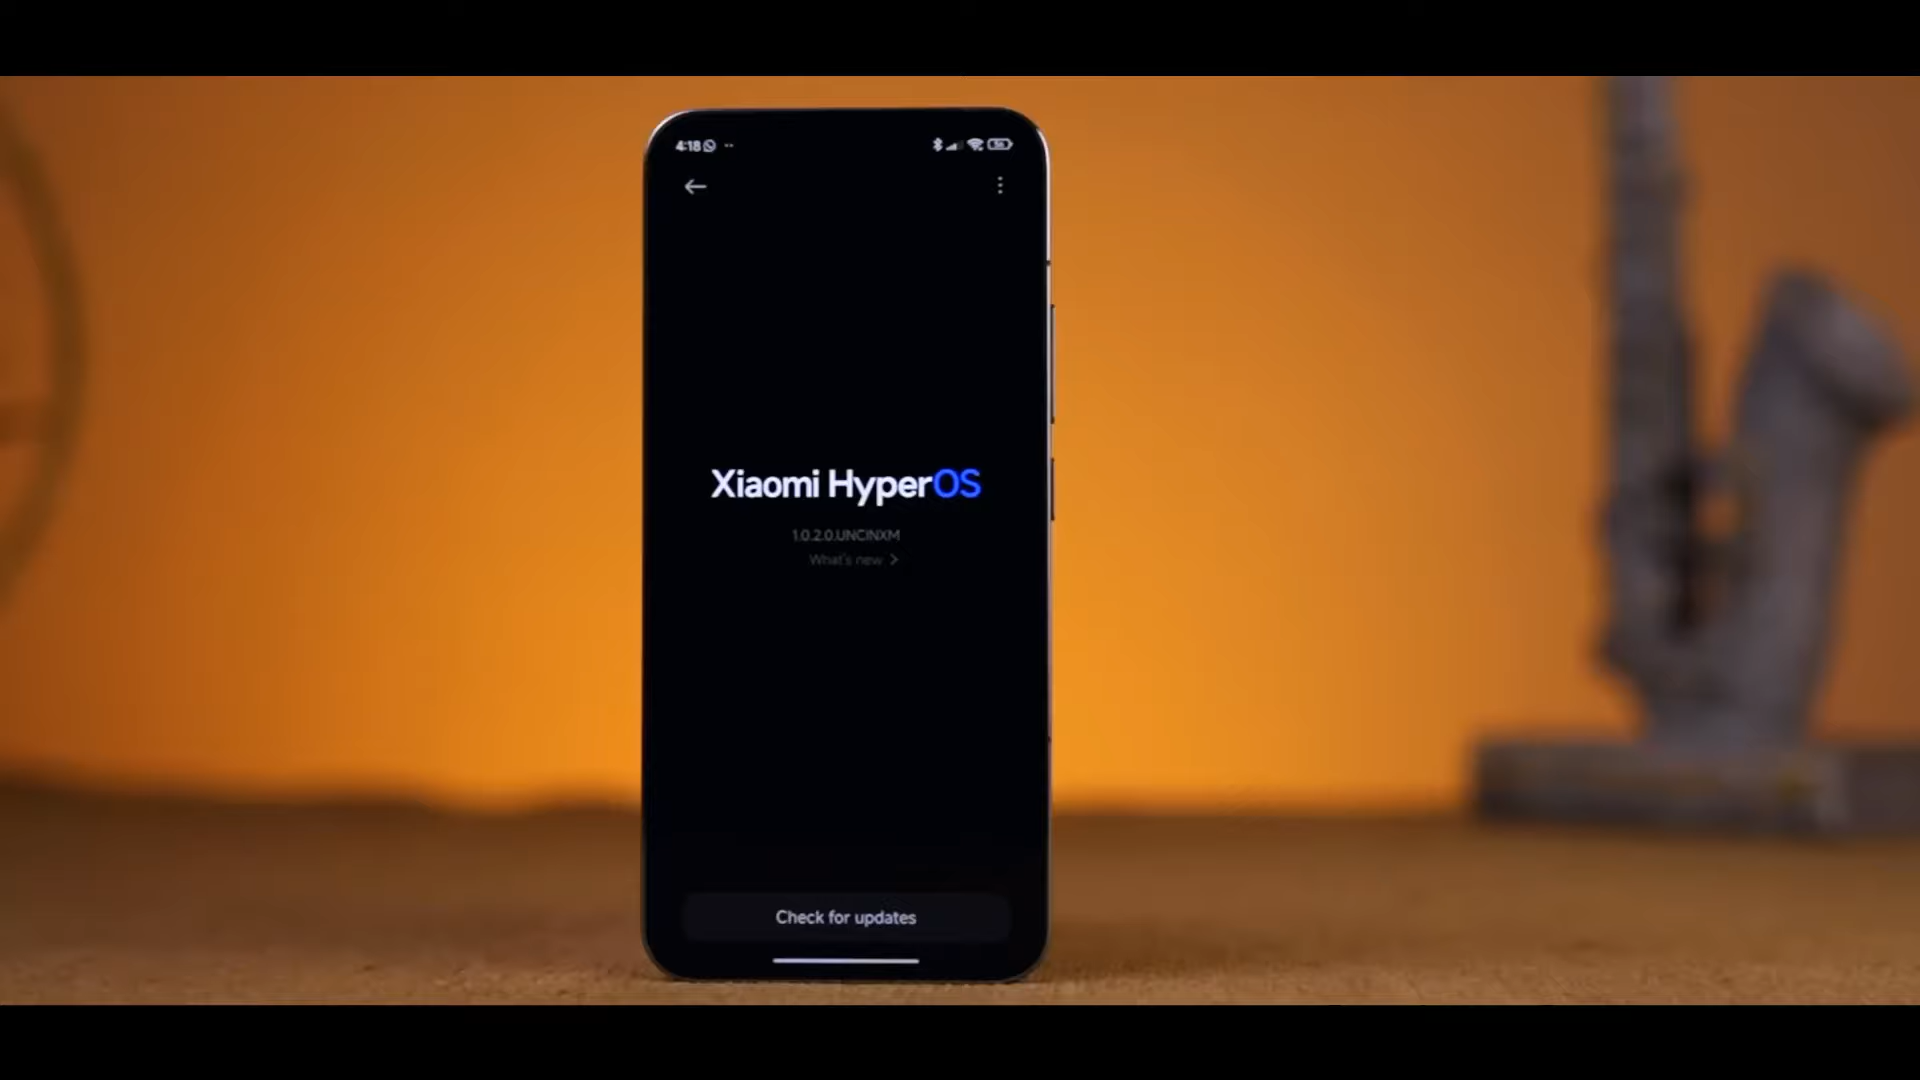 4:18
Xiaomi HyperOS
1.0.2.0.UNCINXM
What's new >
Check for updates